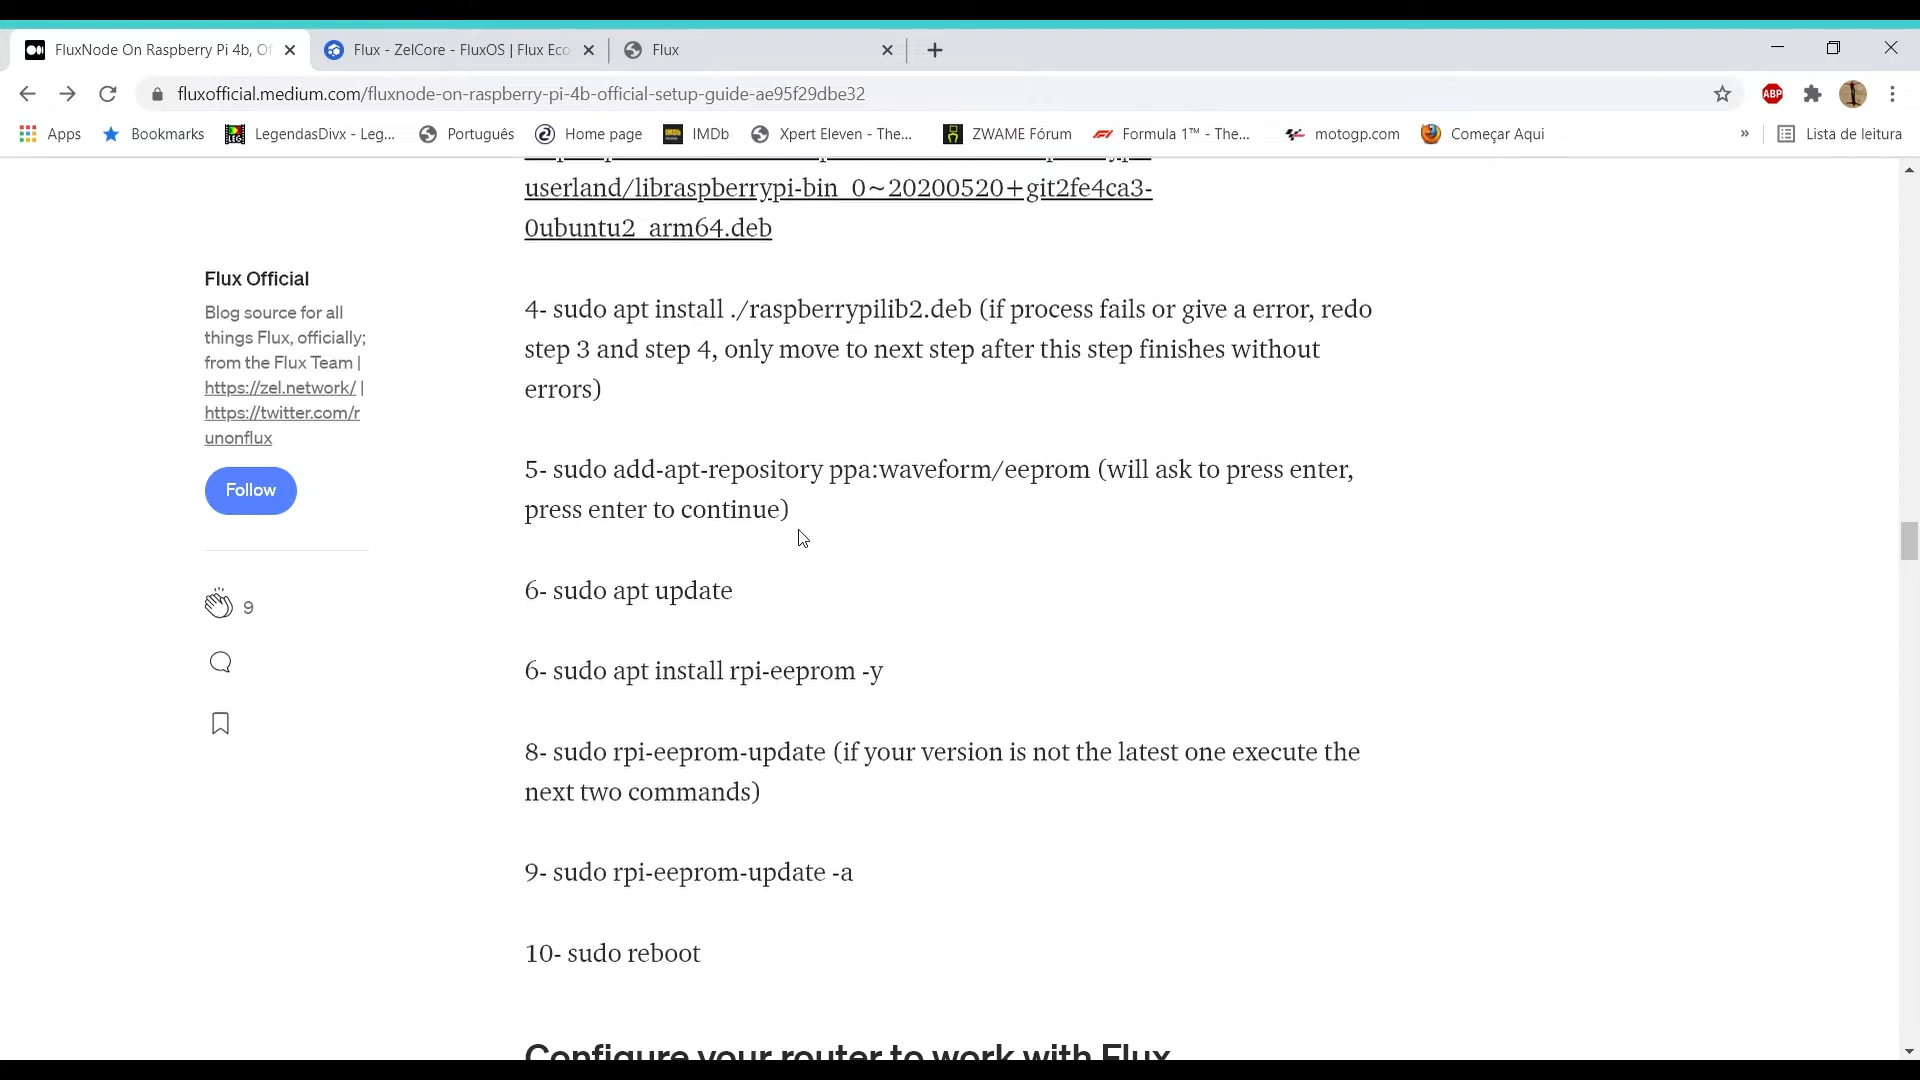 FluxNode On Raspberry Pi 4b, Of
Flux - ZelCore - FluxOS | Flux Eco
Flux
fluxofficial.medium.com/fluxnode-on-raspberry-pi-4b-official-setup-guide-ae95f29dbe32
ABP
Apps
Bookmarks
LegendasDivx - Leg...
Português
Home page
IMDb
Xpert Eleven - The...
ZWAME Fórum
Formula 1™ - The...
motogp.com
Começar Aqui
»
Lista de leitura
userland/libraspberrypi-bin_0~20200520+git2fe4ca3-
0ubuntu2_arm64.deb
Flux Official
Blog source for all
things Flux, officially;
from the Flux Team |
https://zel.network/ |
https://twitter.com/r
unonflux
Follow
9
4- sudo apt install ./raspberrypilib2.deb (if process fails or give a error, redo
step 3 and step 4, only move to next step after this step finishes without
errors)
5- sudo add-apt-repository ppa:waveform/eeprom (will ask to press enter,
press enter to continue)
6- sudo apt update
6- sudo apt install rpi-eeprom -y
8- sudo rpi-eeprom-update (if your version is not the latest one execute the
next two commands)
9- sudo rpi-eeprom-update -a
10- sudo reboot
Configure your router to work with Flux